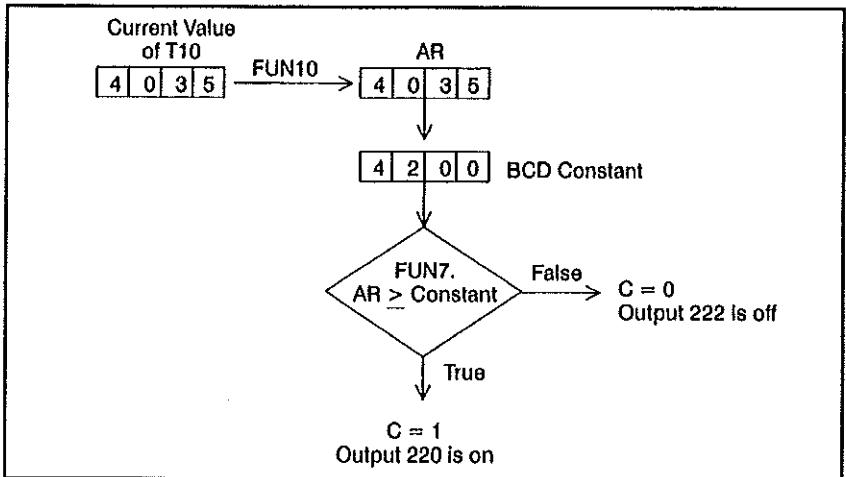 Current Value
of T10
4 0 3 5
FUN10
AR
4 0 3 5
4 2 0 0 BCD Constant
FUN7.
AR ≥ Constant
False
C = 0
Output 222 is off
True
C = 1
Output 220 is on